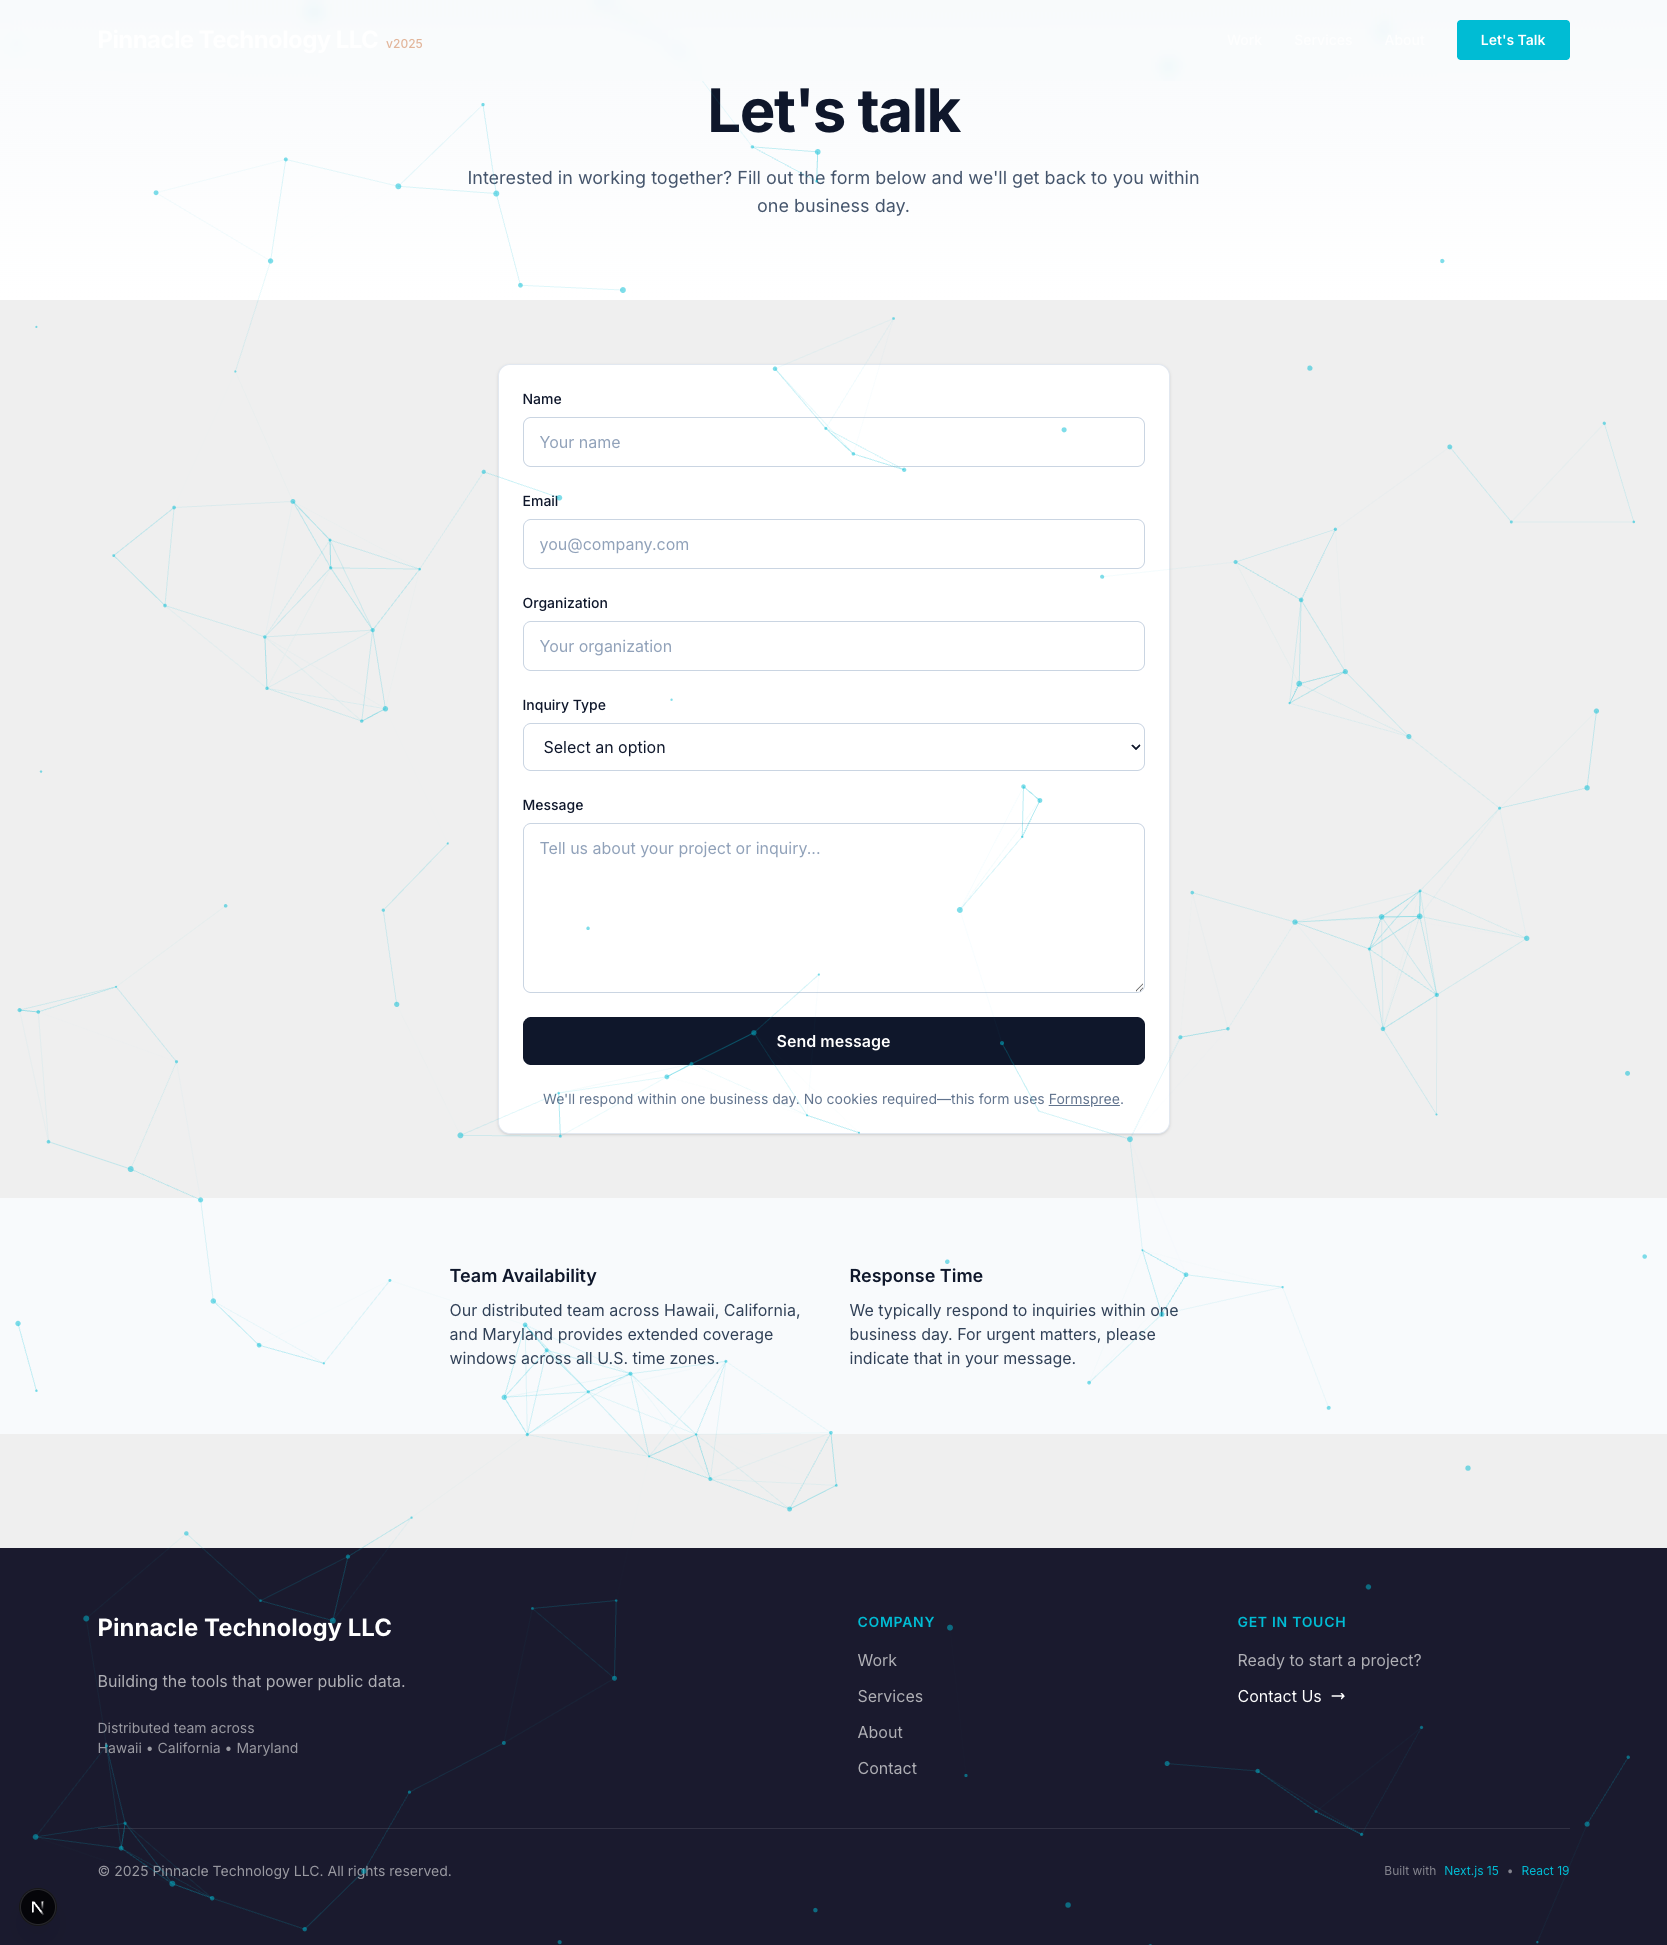 Pinnacle Technology LLC v2025
Let's Talk
Let's talk
Interested in working together? Fill out the form below and we'll get back to you within
one business day.
Name
Your name
Email
you@company.com
Organization
Your organization
Inquiry Type
Select an option
Message
Tell us about your project or inquiry...
Send message
We'll respond within one business day. No cookies required—this form uses Formspree.
Team Availability
Our distributed team across Hawaii, California,
and Maryland provides extended coverage
windows across all U.S. time zones.
Response Time
We typically respond to inquiries within one
business day. For urgent matters, please
indicate that in your message.
Pinnacle Technology LLC
Building the tools that power public data.
Distributed team across
Hawaii • California • Maryland
COMPANY
Work
Services
About
Contact
GET IN TOUCH
Ready to start a project?
Contact Us →
© 2025 Pinnacle Technology LLC. All rights reserved.
Built with Next.js 15 • React 19
N